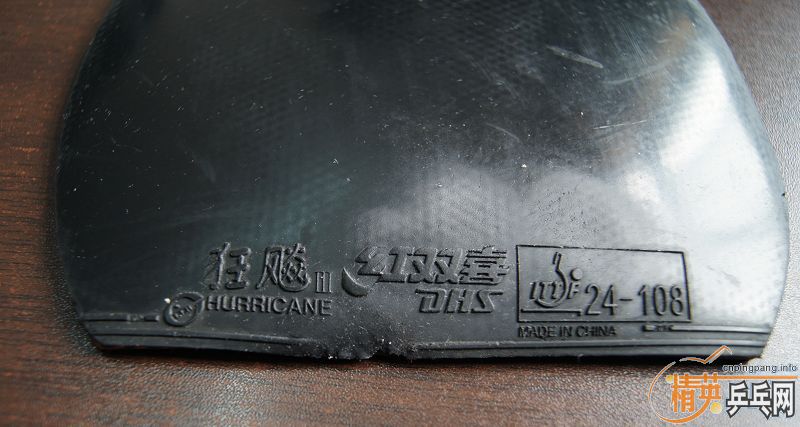 狂飚III 红双喜 ITTF 24-108
HURRICANE DHS
MADE IN CHINA
cnpingpang.info
精英乒乓网